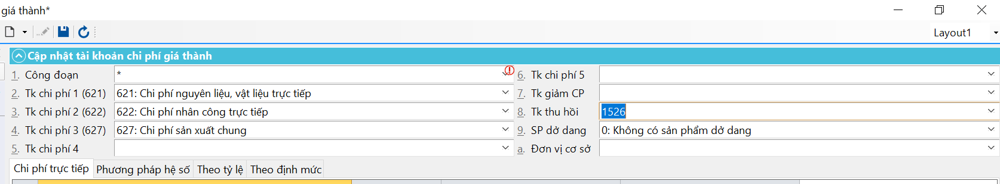 giá thành*
Layout1
Cập nhật tài khoản chi phí giá thành
1. Công đoạn *
6. Tk chi phí 5
2. Tk chi phí 1 (621) 621: Chi phí nguyên liệu, vật liệu trực tiếp
7. Tk giảm CP
3. Tk chi phí 2 (622) 622: Chi phí nhân công trực tiếp
8. Tk thu hồi 1526
4. Tk chi phí 3 (627) 627: Chi phí sản xuất chung
9. SP dở dang 0: Không có sản phẩm dở dang
5. Tk chi phí 4
a. Đơn vị cơ sở
Chi phí trực tiếp Phương pháp hệ số Theo tỷ lệ Theo định mức